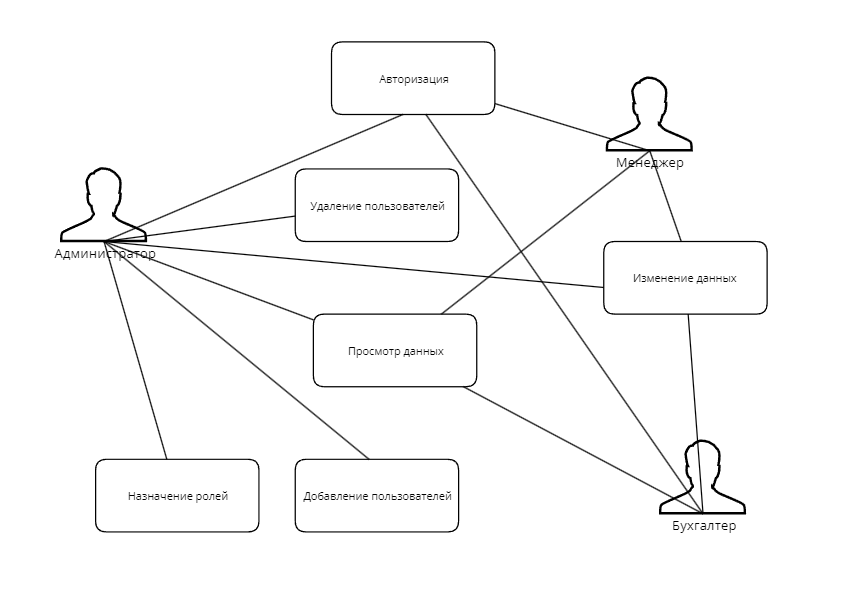 Авторизация
Менеджер
Удаление пользователей
Администратор
Изменение данных
Просмотр данных
Назначение ролей
Добавление пользователей
Бухгалтер